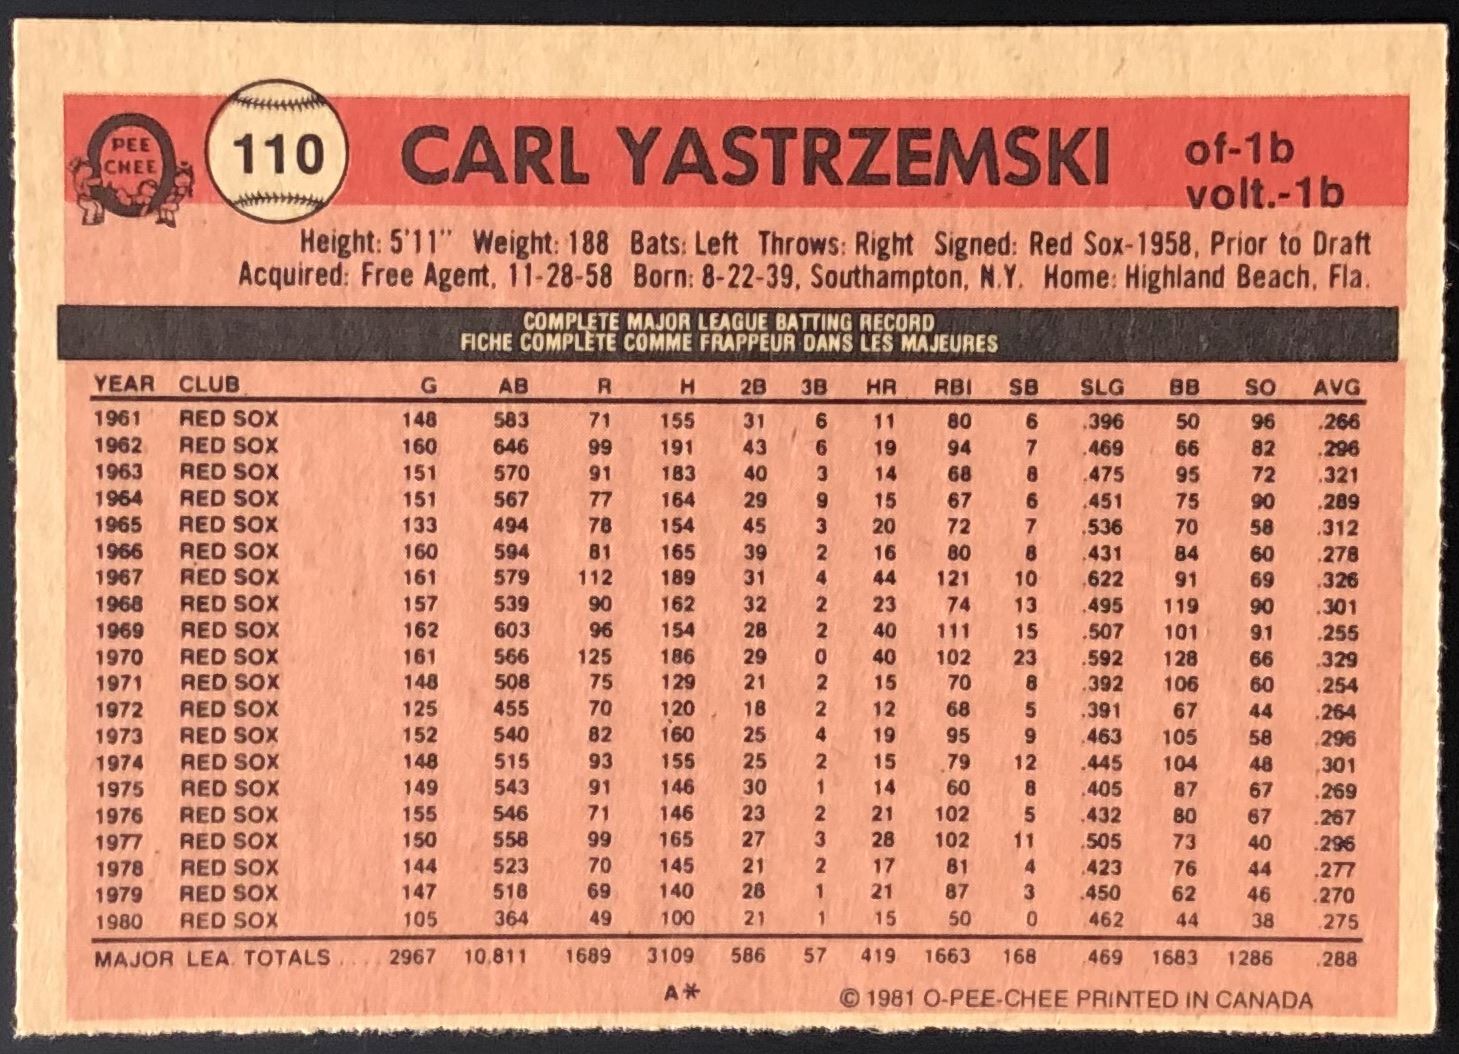 PEE
CHEE
110
CARL YASTRZEMSKI
of-1b
volt.-1b
Height: 5'11" Weight: 188 Bats: Left Throws: Right Signed: Red Sox-1958, Prior to Draft
Acquired: Free Agent, 11-28-58 Born: 8-22-39, Southampton, N.Y. Home: Highland Beach, Fla.
COMPLETE MAJOR LEAGUE BATTING RECORD
FICHE COMPLÈTE COMME FRAPPEUR DANS LES MAJEURES
YEAR CLUB G AB R H 2B 3B HR RBI SB SLG BB SO AVG
1961 RED SOX 148 583 71 155 31 6 11 80 6 .396 50 96 .266
1962 RED SOX 160 646 99 191 43 6 19 94 7 .469 66 82 .296
1963 RED SOX 151 570 91 183 40 3 14 68 8 .475 95 72 .321
1964 RED SOX 151 567 77 164 29 9 15 67 6 .451 75 90 .289
1965 RED SOX 133 494 78 154 45 3 20 72 7 .536 70 58 .312
1966 RED SOX 160 594 81 165 39 2 16 80 8 .431 84 60 .278
1967 RED SOX 161 579 112 189 31 4 44 121 10 .622 91 69 .326
1968 RED SOX 157 539 90 162 32 2 23 74 13 .495 119 90 .301
1969 RED SOX 162 603 96 154 28 2 40 111 15 .507 101 91 .255
1970 RED SOX 161 566 125 186 29 0 40 102 23 .592 128 66 .329
1971 RED SOX 148 508 75 129 21 2 15 70 8 .392 106 60 .254
1972 RED SOX 125 455 70 120 18 2 12 68 5 .391 67 44 .264
1973 RED SOX 152 540 82 160 25 4 19 95 9 .463 105 58 .296
1974 RED SOX 148 515 93 155 25 2 15 79 12 .445 104 48 .301
1975 RED SOX 149 543 91 146 30 1 14 60 8 .405 87 67 .269
1976 RED SOX 155 546 71 146 23 2 21 102 5 .432 80 67 .267
1977 RED SOX 150 558 99 165 27 3 28 102 11 .505 73 40 .296
1978 RED SOX 144 523 70 145 21 2 17 81 4 .423 76 44 .277
1979 RED SOX 147 518 69 140 28 1 21 87 3 .450 62 46 .270
1980 RED SOX 105 364 49 100 21 1 15 50 0 .462 44 38 .275
MAJOR LEA. TOTALS .... 2967 10,811 1689 3109 586 57 419 1663 168 .469 1683 1286 .288
A*
© 1981 O-PEE-CHEE PRINTED IN CANADA